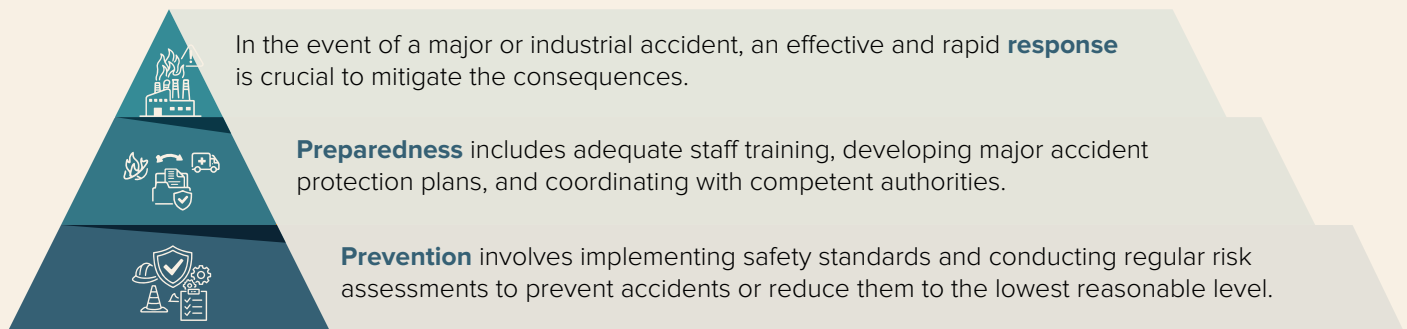 In the event of a major or industrial accident, an effective and rapid response
is crucial to mitigate the consequences.
Preparedness includes adequate staff training, developing major accident
protection plans, and coordinating with competent authorities.
Prevention involves implementing safety standards and conducting regular risk
assessments to prevent accidents or reduce them to the lowest reasonable level.